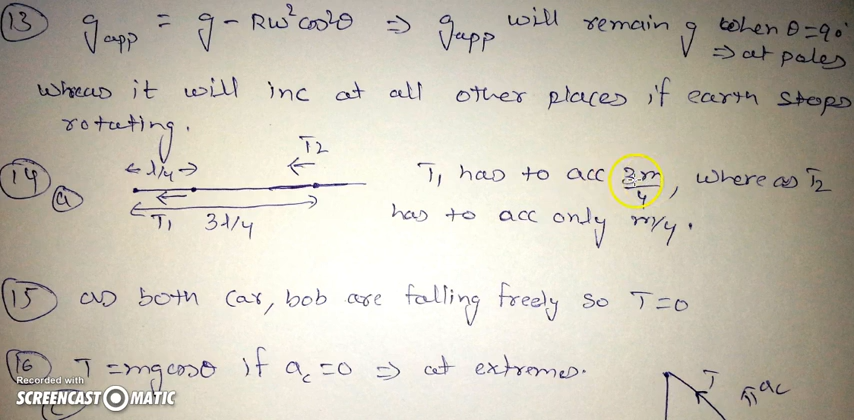 13 g_app = g - Rω²cos²θ ⇒ g_app will remain g when θ=90°
⇒ at poles
whereas it will inc at all other places if earth stops
rotating.
14 a ← l/4 → T2 ←
T1 ← 3l/4
T1 has to acc 3m/4, whereas T2
has to acc only m/4.
15 as both car, bob are falling freely so T=0
16 T = mg cosθ if a_c = 0 ⇒ at extremes.
T ac
Recorded with
SCREENCAST-O-MATIC